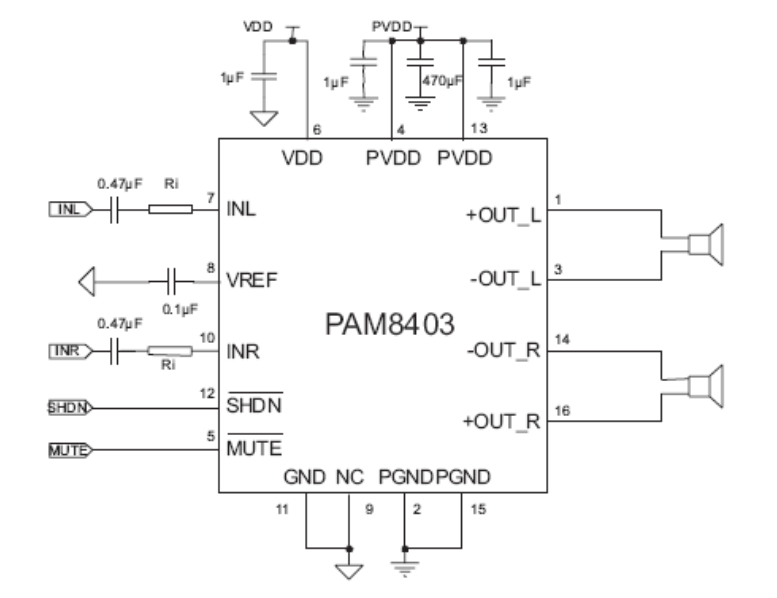 VDD PVDD
1µF 1µF 470µF 1µF
6 4 13
VDD PVDD PVDD
0.47µF Ri 7 INL +OUT_L 1
INL
8 VREF -OUT_L 3
0.1µF
0.47µF PAM8403
10 INR -OUT_R 14
INR Ri
12 SHDN +OUT_R 16
SHDN
5 MUTE
MUTE
GND NC PGND PGND
11 9 2 15